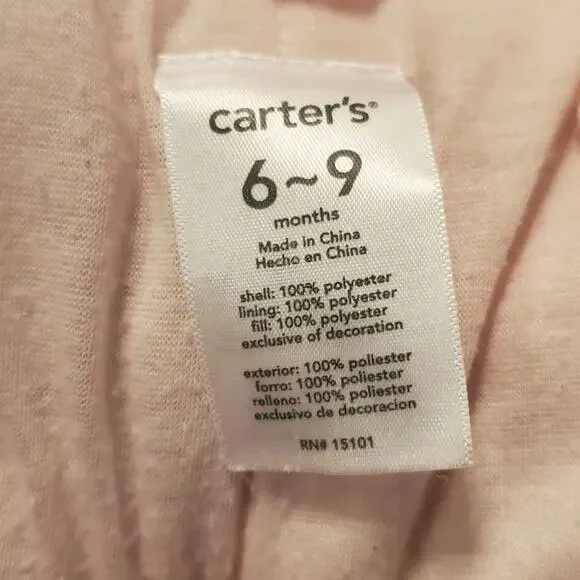 carter's®
6~9
months
Made in China
Hecho en China
shell: 100% polyester
lining: 100% polyester
fill: 100% polyester
exclusive of decoration
exterior: 100% poliester
forro: 100% poliester
relleno: 100% poliester
exclusivo de decoracion
RN# 15101